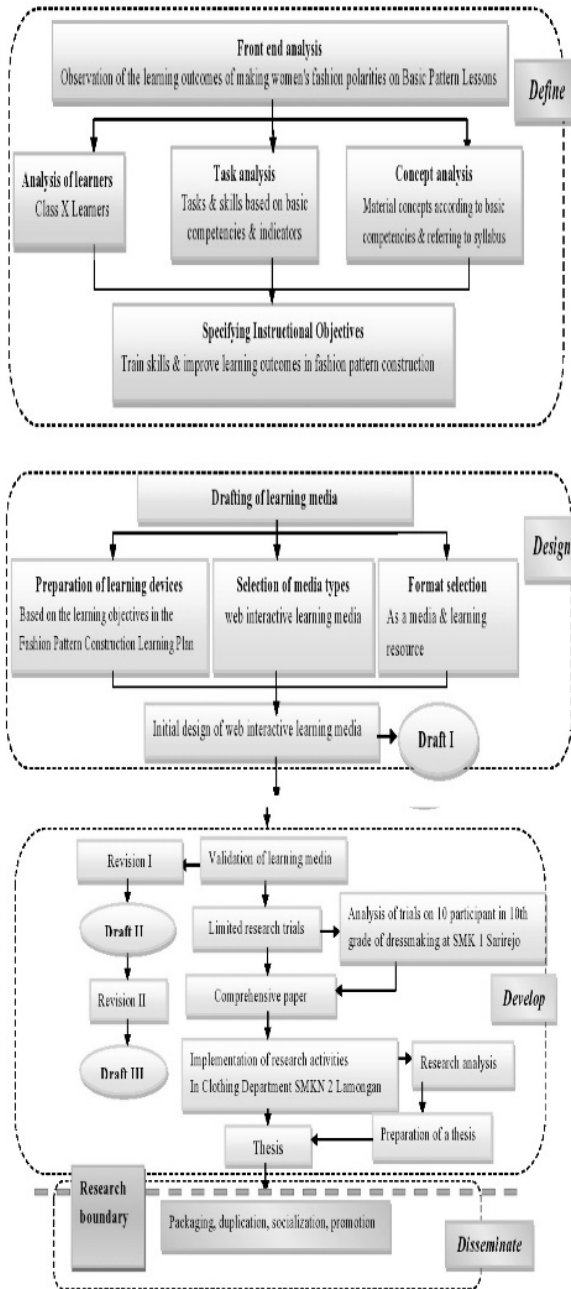 Front end analysis
Observation of the learning outcomes of making women's fashion polarities on Basic Pattern Lessons
Define
Analysis of learners
Class X Learners
Task analysis
Tasks & skills based on basic
competencies & indicators
Concept analysis
Material concepts according to basic
competencies & referring to syllabus
Specifying Instructional Objectives
Train skills & improve learning outcomes in fashion pattern construction
Drafting of learning media
Design
Preparation of learning devices
Based on the learning objectives in the
Fashion Pattern Construction Learning Plan
Selection of media types
web interactive learning media
Format selection
As a media & learning
resource
Initial design of web interactive learning media
Draft I
Revision I
Validation of learning media
Draft II
Limited research trials
Analysis of trials on 10 participant in 10th
grade of dressmaking at SMK 1 Sarirejo
Revision II
Comprehensive paper
Develop
Draft III
Implementation of research activities
In Clothing Department SMKN 2 Lamongan
Research analysis
Thesis
Preparation of a thesis
Research
boundary
Packaging, duplication, socialization, promotion
Disseminate